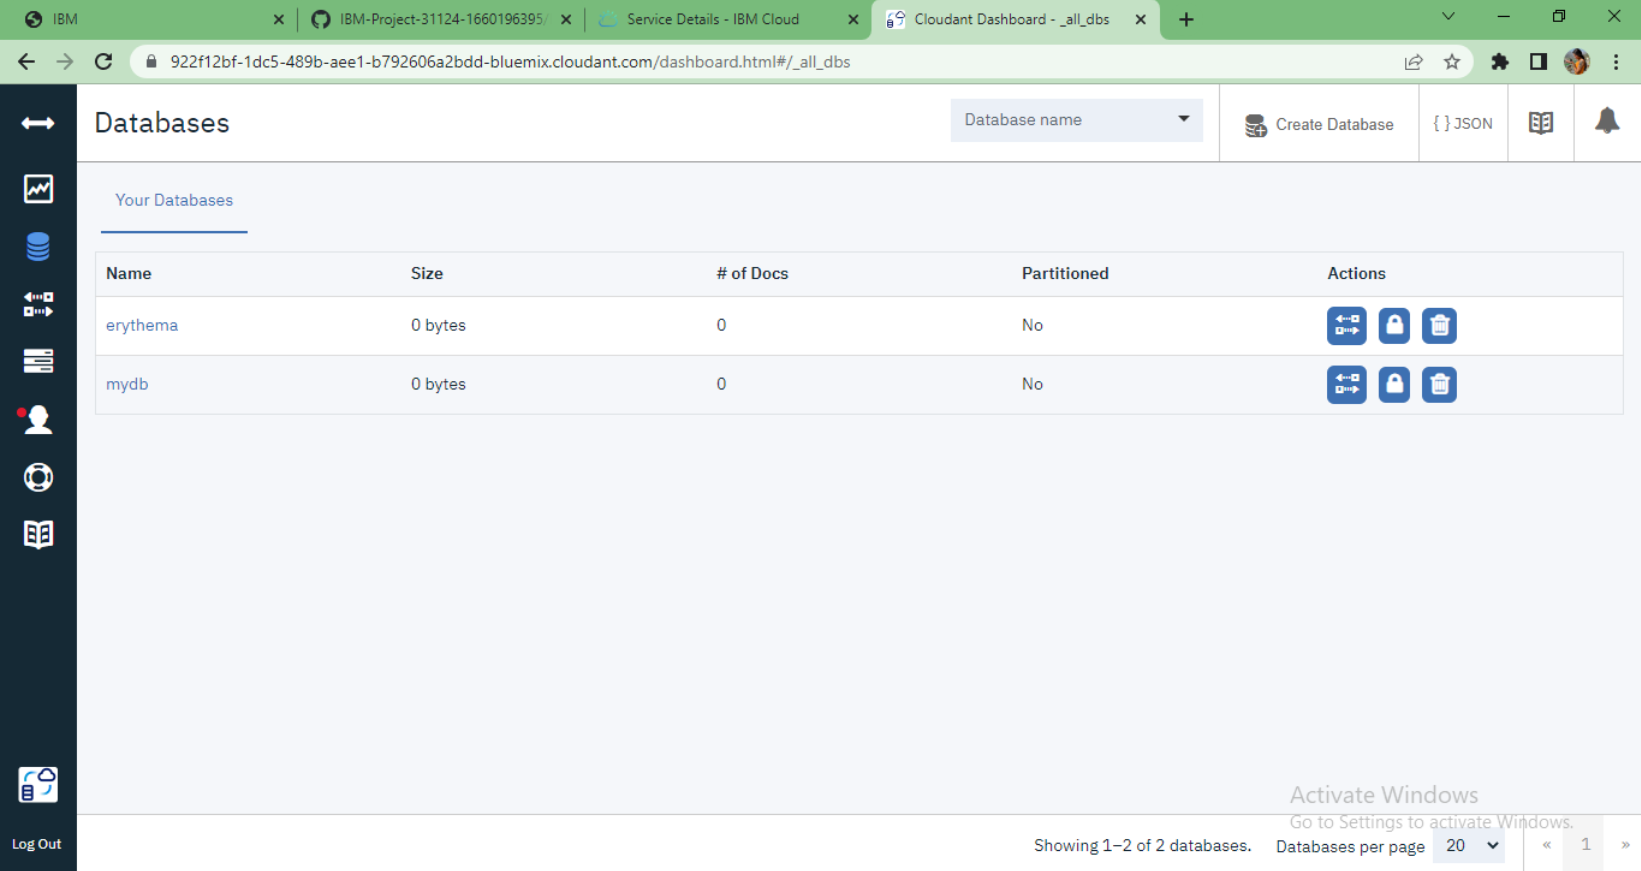 IBM
IBM-Project-31124-1660196395/
Service Details - IBM Cloud
Cloudant Dashboard - _all_dbs
922f12bf-1dc5-489b-aee1-b792606a2bdd-bluemix.cloudant.com/dashboard.html#/_all_dbs
Databases
Database name
Create Database
{ } JSON
Your Databases
Name Size # of Docs Partitioned Actions
erythema 0 bytes 0 No
mydb 0 bytes 0 No
Activate Windows
Go to Settings to activate Windows.
Log Out
Showing 1–2 of 2 databases.
Databases per page 20
« 1 »